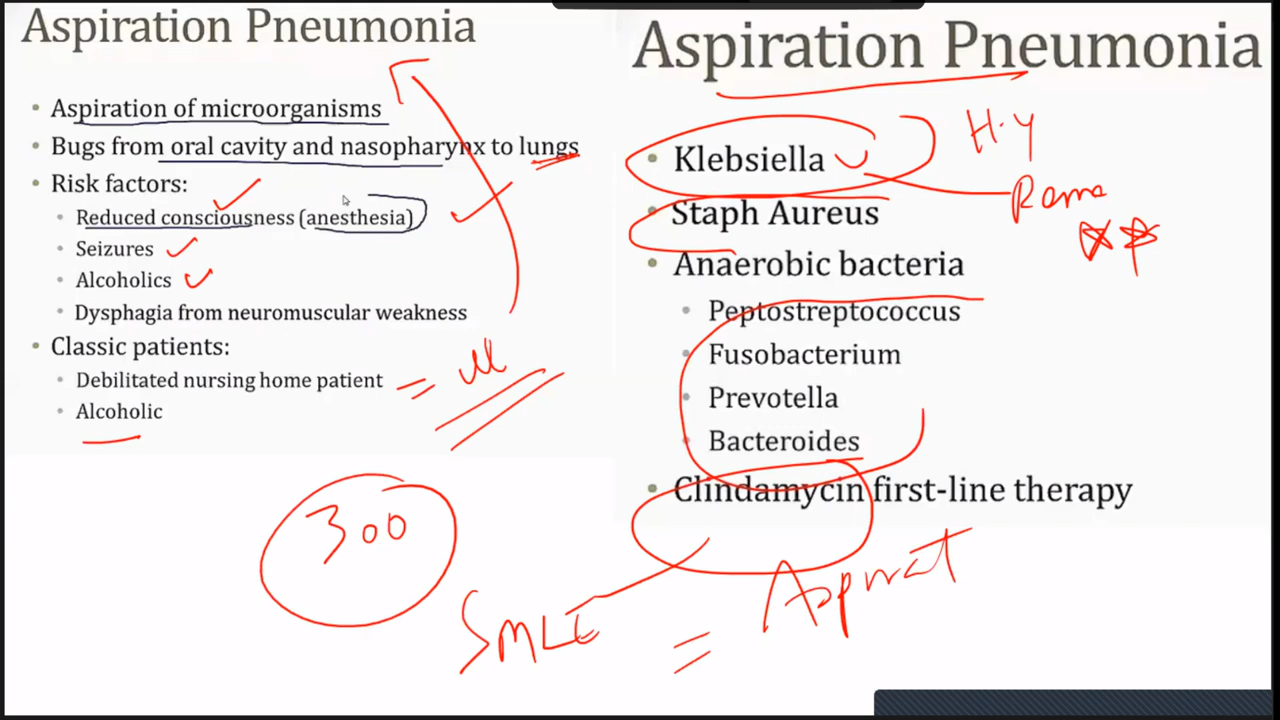 Aspiration Pneumonia
• Aspiration of microorganisms
• Bugs from oral cavity and nasopharynx to lungs
• Risk factors:
• Reduced consciousness (anesthesia)
• Seizures
• Alcoholics
• Dysphagia from neuromuscular weakness
• Classic patients:
• Debilitated nursing home patient
• Alcoholic
300
SMLE
Aspiration Pneumonia
• Klebsiella
H.Y
• Staph Aureus
• Anaerobic bacteria
• Peptostreptococcus
• Fusobacterium
• Prevotella
• Bacteroides
• Clindamycin first-line therapy
=